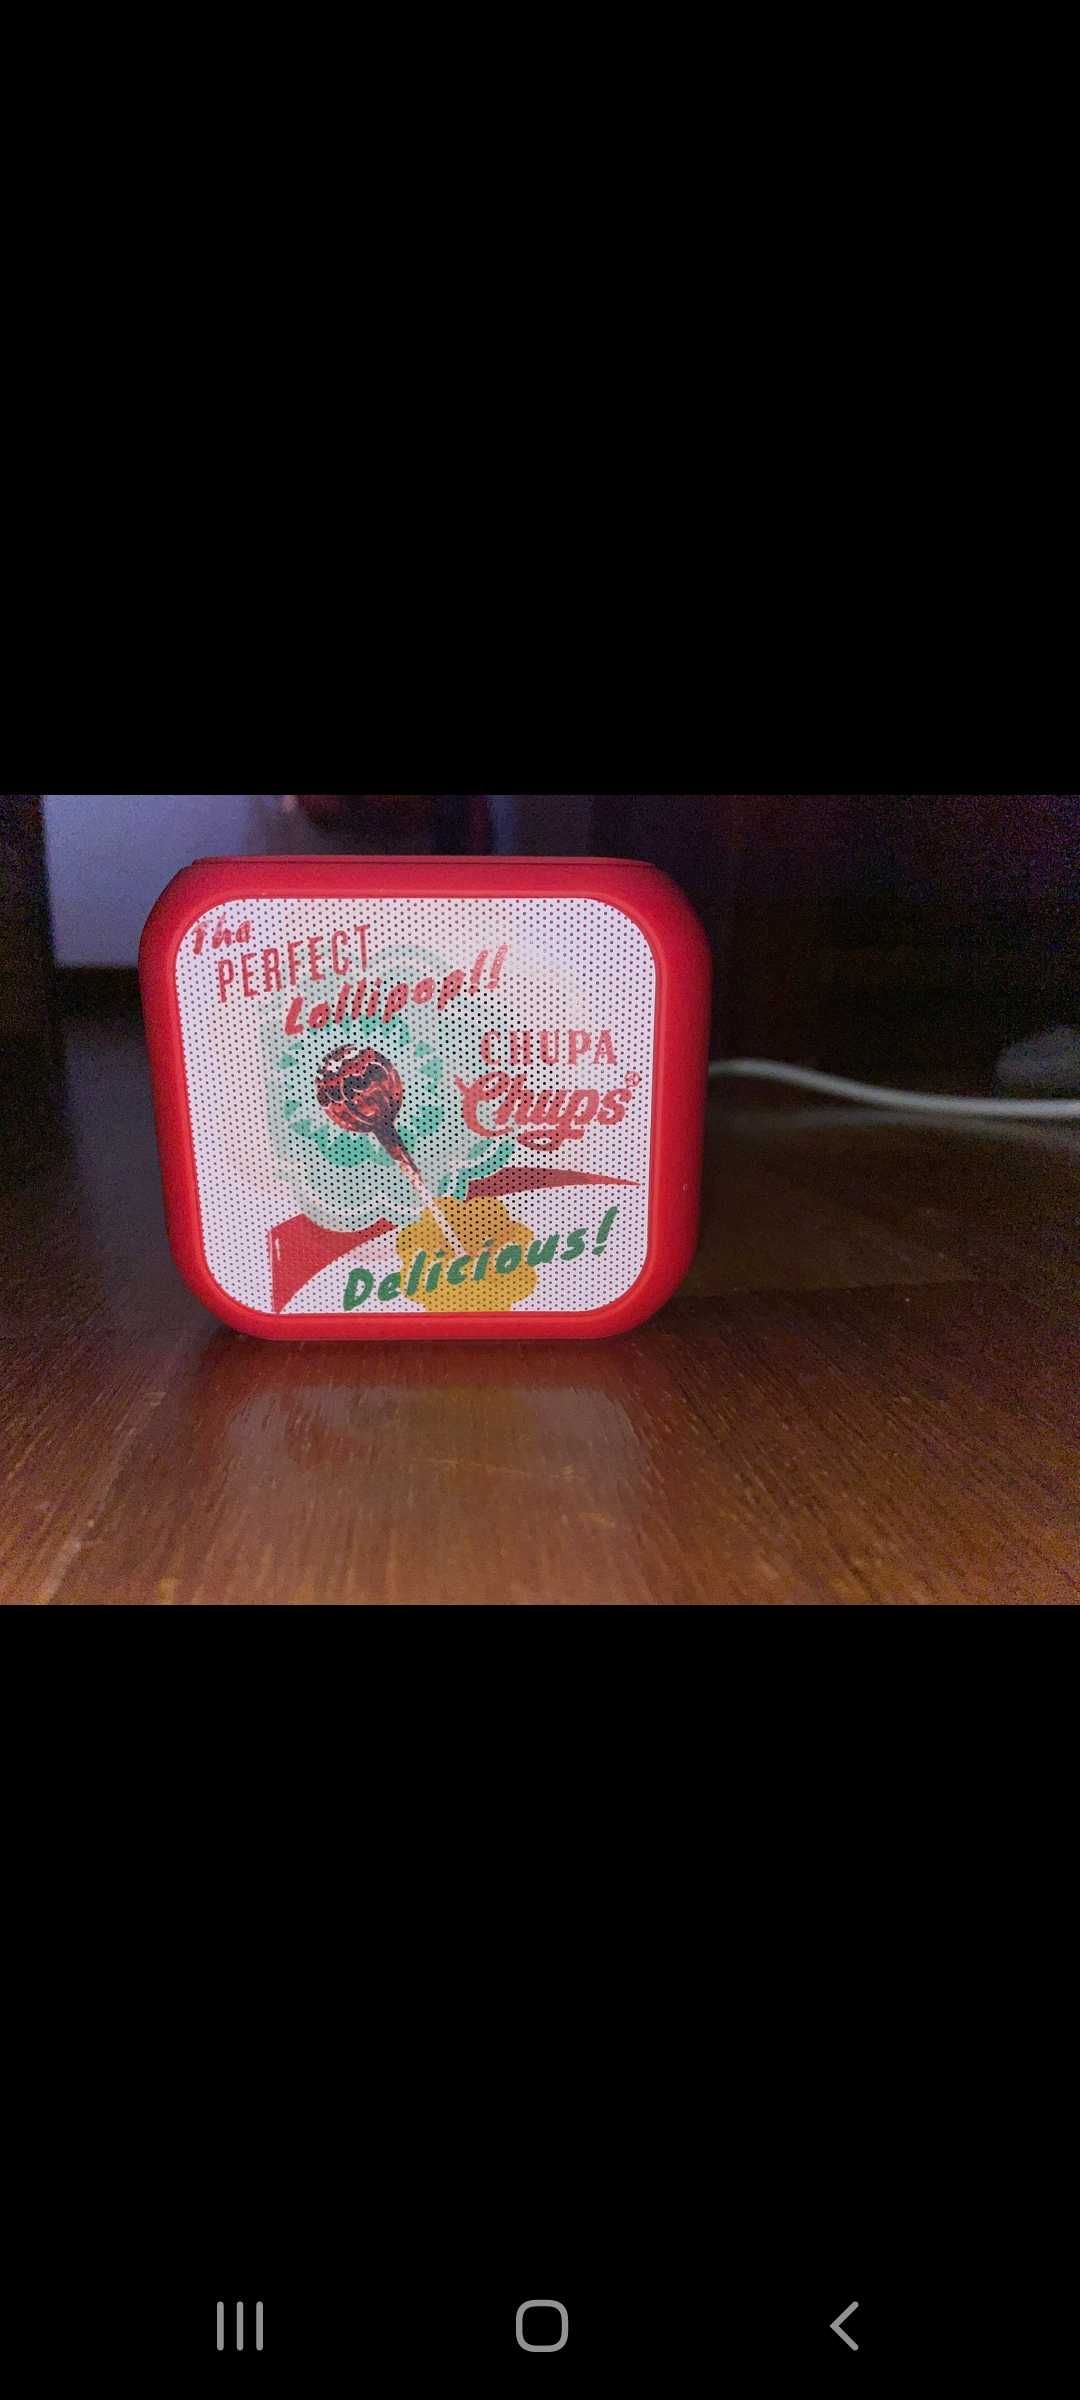 The
PERFECT
Lollipop!!
CHUPA
Chups®
Delicious!